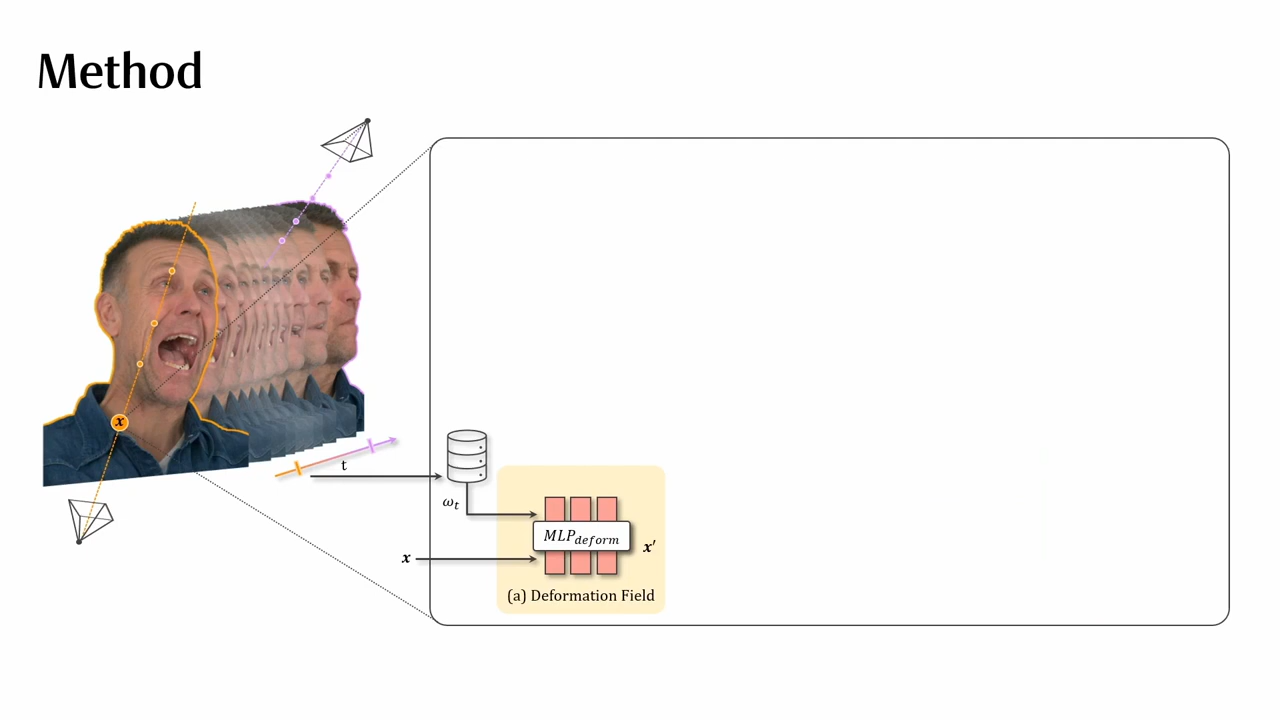 Method
x
t
ω_t
MLP_deform
x′
x
(a) Deformation Field